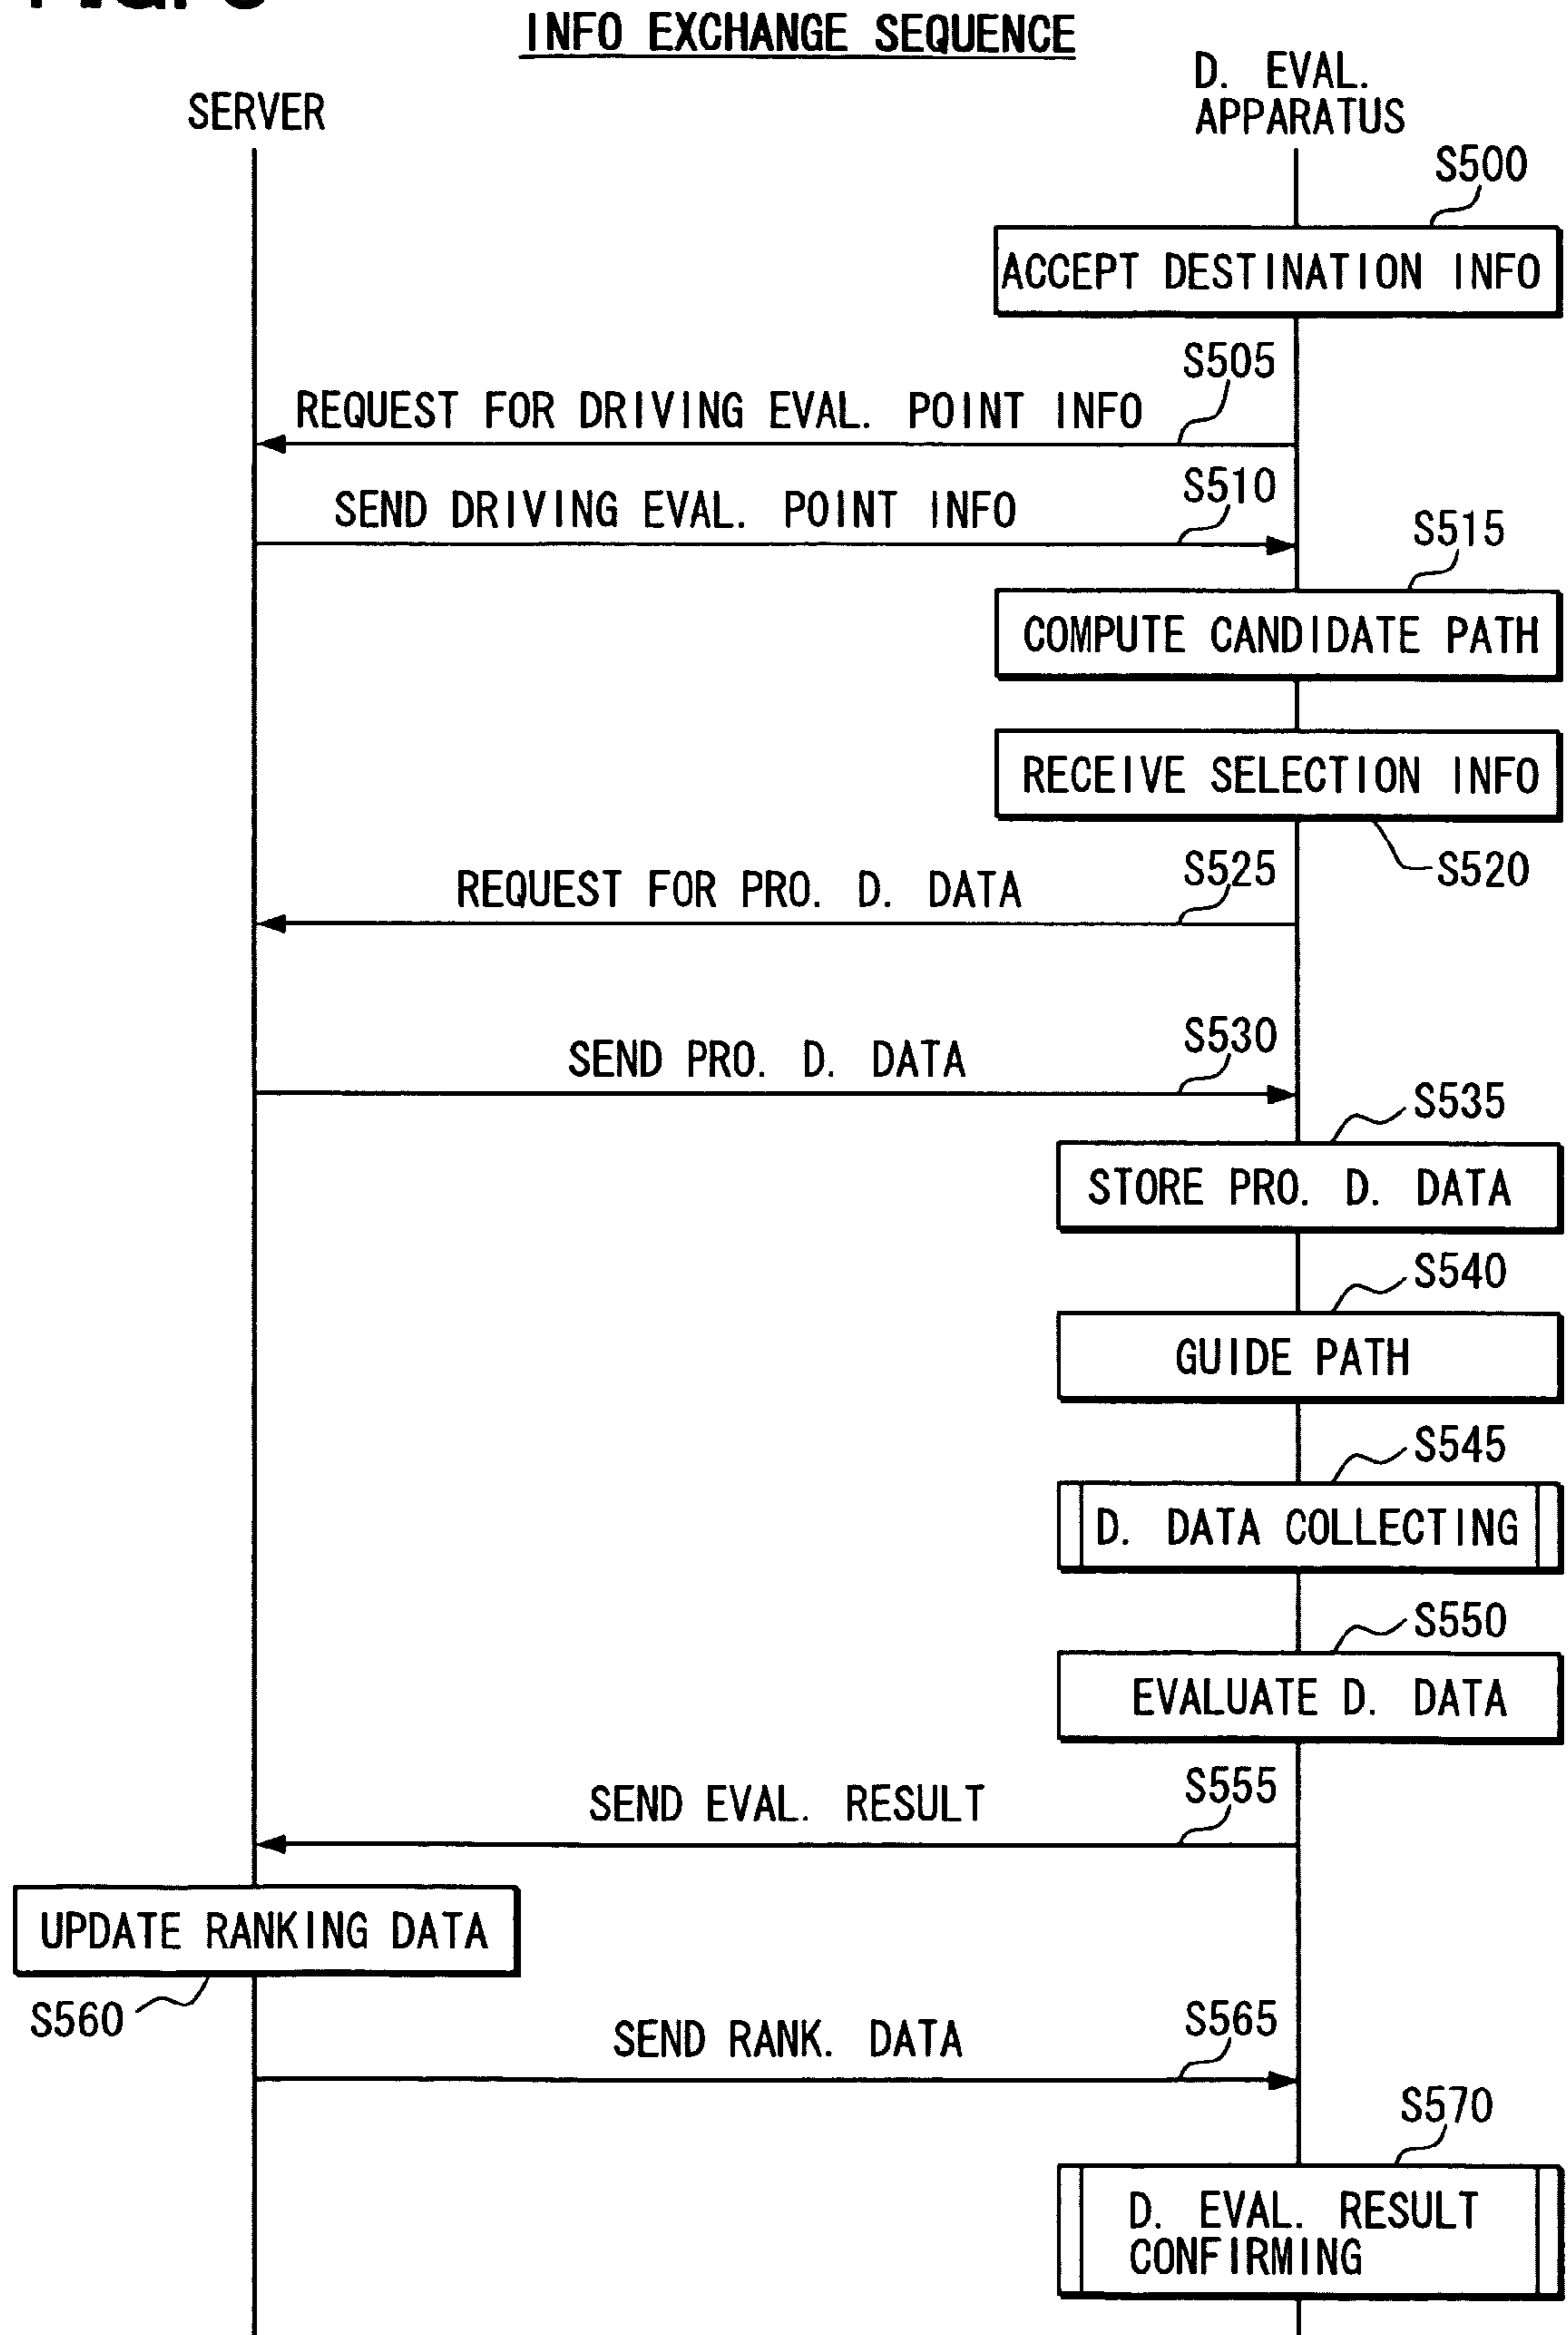 INFO EXCHANGE SEQUENCE
SERVER
D. EVAL.
APPARATUS
S500
ACCEPT DESTINATION INFO
S505
REQUEST FOR DRIVING EVAL. POINT INFO
S510
SEND DRIVING EVAL. POINT INFO
S515
COMPUTE CANDIDATE PATH
RECEIVE SELECTION INFO
S520
S525
REQUEST FOR PRO. D. DATA
S530
SEND PRO. D. DATA
S535
STORE PRO. D. DATA
S540
GUIDE PATH
S545
D. DATA COLLECTING
S550
EVALUATE D. DATA
S555
SEND EVAL. RESULT
UPDATE RANKING DATA
S560
S565
SEND RANK. DATA
S570
D. EVAL. RESULT
CONFIRMING